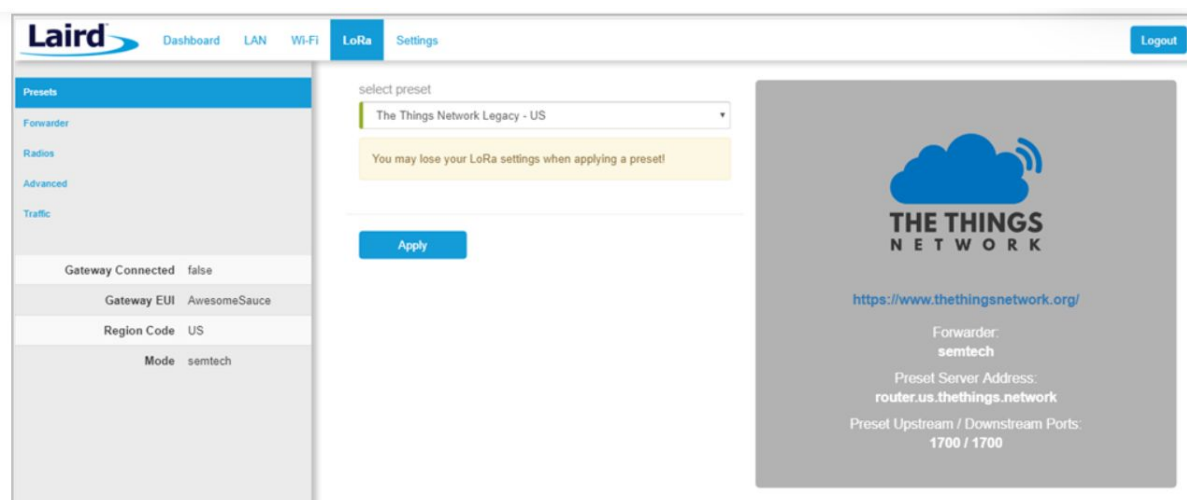 Laird
Dashboard LAN Wi-Fi LoRa Settings Logout
Presets
Forwarder
Radios
Advanced
Traffic
Gateway Connected false
Gateway EUI AwesomeSauce
Region Code US
Mode semtech
select preset
The Things Network Legacy - US
You may lose your LoRa settings when applying a preset!
Apply
THE THINGS
NETWORK
https://www.thethingsnetwork.org/
Forwarder:
semtech
Preset Server Address:
router.us.thethings.network
Preset Upstream / Downstream Ports:
1700 / 1700